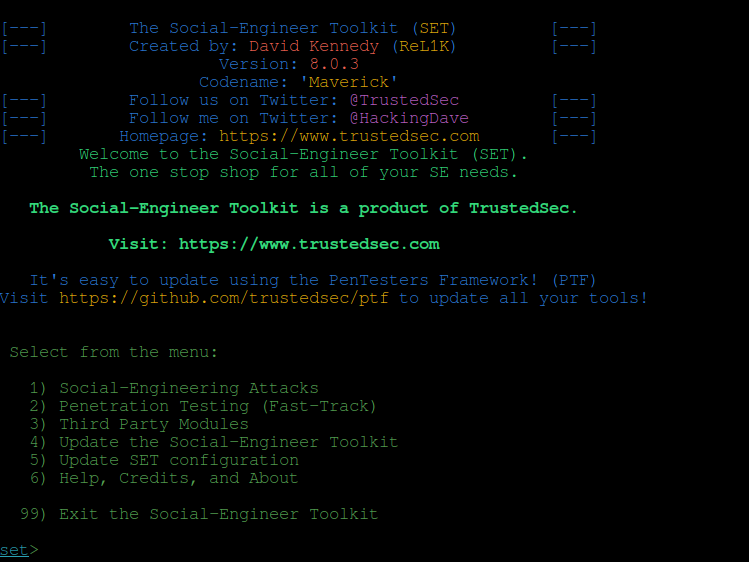 [---] The Social-Engineer Toolkit (SET) [---]
[---] Created by: David Kennedy (ReL1K) [---]
Version: 8.0.3
Codename: 'Maverick'
[---] Follow us on Twitter: @TrustedSec [---]
[---] Follow me on Twitter: @HackingDave [---]
[---] Homepage: https://www.trustedsec.com [---]
Welcome to the Social-Engineer Toolkit (SET).
The one stop shop for all of your SE needs.
The Social-Engineer Toolkit is a product of TrustedSec.
Visit: https://www.trustedsec.com
It's easy to update using the PenTesters Framework! (PTF)
Visit https://github.com/trustedsec/ptf to update all your tools!
Select from the menu:
1) Social-Engineering Attacks
2) Penetration Testing (Fast-Track)
3) Third Party Modules
4) Update the Social-Engineer Toolkit
5) Update SET configuration
6) Help, Credits, and About
99) Exit the Social-Engineer Toolkit
set>